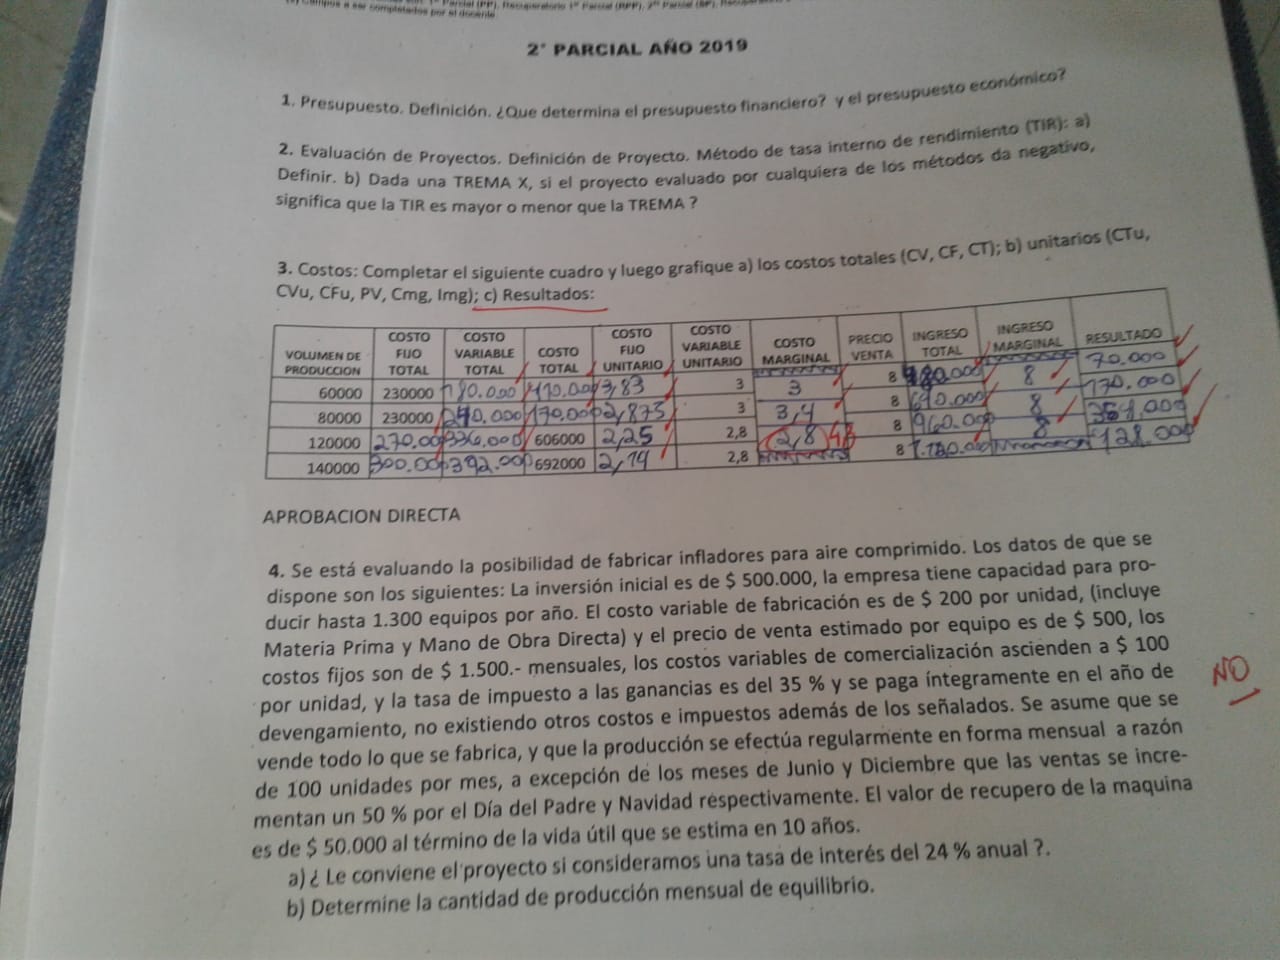 (*) Campos a ser completados por el docente
2° PARCIAL AÑO 2019
1. Presupuesto. Definición. ¿Que determina el presupuesto financiero? y el presupuesto económico?
2. Evaluación de Proyectos. Definición de Proyecto. Método de tasa interno de rendimiento (TIR): a)
Definir. b) Dada una TREMA X, si el proyecto evaluado por cualquiera de los métodos da negativo,
significa que la TIR es mayor o menor que la TREMA ?
3. Costos: Completar el siguiente cuadro y luego grafique a) los costos totales (CV, CF, CT); b) unitarios (CTu,
CVu, CFu, PV, Cmg, Img); c) Resultados:
VOLUMEN DE PRODUCCION COSTO FIJO TOTAL COSTO VARIABLE TOTAL COSTO TOTAL COSTO FIJO UNITARIO COSTO VARIABLE UNITARIO COSTO MARGINAL PRECIO VENTA INGRESO TOTAL INGRESO MARGINAL RESULTADO
60000 230000 180.000 410.000 3,83 3 8 480.000 70.000
80000 230000 240.000 470.000 2,875 3 3 8 640.000 8 170.000
120000 270.000 336.000 606000 2,25 2,8 3,4 8 960.000 8
140000 300.000 392.000 692000 2,14 2,8 2,8 4,3 8 1.120.000 8 428.000
APROBACION DIRECTA
4. Se está evaluando la posibilidad de fabricar infladores para aire comprimido. Los datos de que se
dispone son los siguientes: La inversión inicial es de $ 500.000, la empresa tiene capacidad para pro-
ducir hasta 1.300 equipos por año. El costo variable de fabricación es de $ 200 por unidad, (incluye
Materia Prima y Mano de Obra Directa) y el precio de venta estimado por equipo es de $ 500, los
costos fijos son de $ 1.500.- mensuales, los costos variables de comercialización ascienden a $ 100
por unidad, y la tasa de impuesto a las ganancias es del 35 % y se paga íntegramente en el año de
NO
devengamiento, no existiendo otros costos e impuestos además de los señalados. Se asume que se
vende todo lo que se fabrica, y que la producción se efectúa regularmente en forma mensual a razón
de 100 unidades por mes, a excepción de los meses de Junio y Diciembre que las ventas se incre-
mentan un 50 % por el Día del Padre y Navidad respectivamente. El valor de recupero de la maquina
es de $ 50.000 al término de la vida útil que se estima en 10 años.
a) ¿ Le conviene el proyecto si consideramos una tasa de interés del 24 % anual ?.
b) Determine la cantidad de producción mensual de equilibrio.